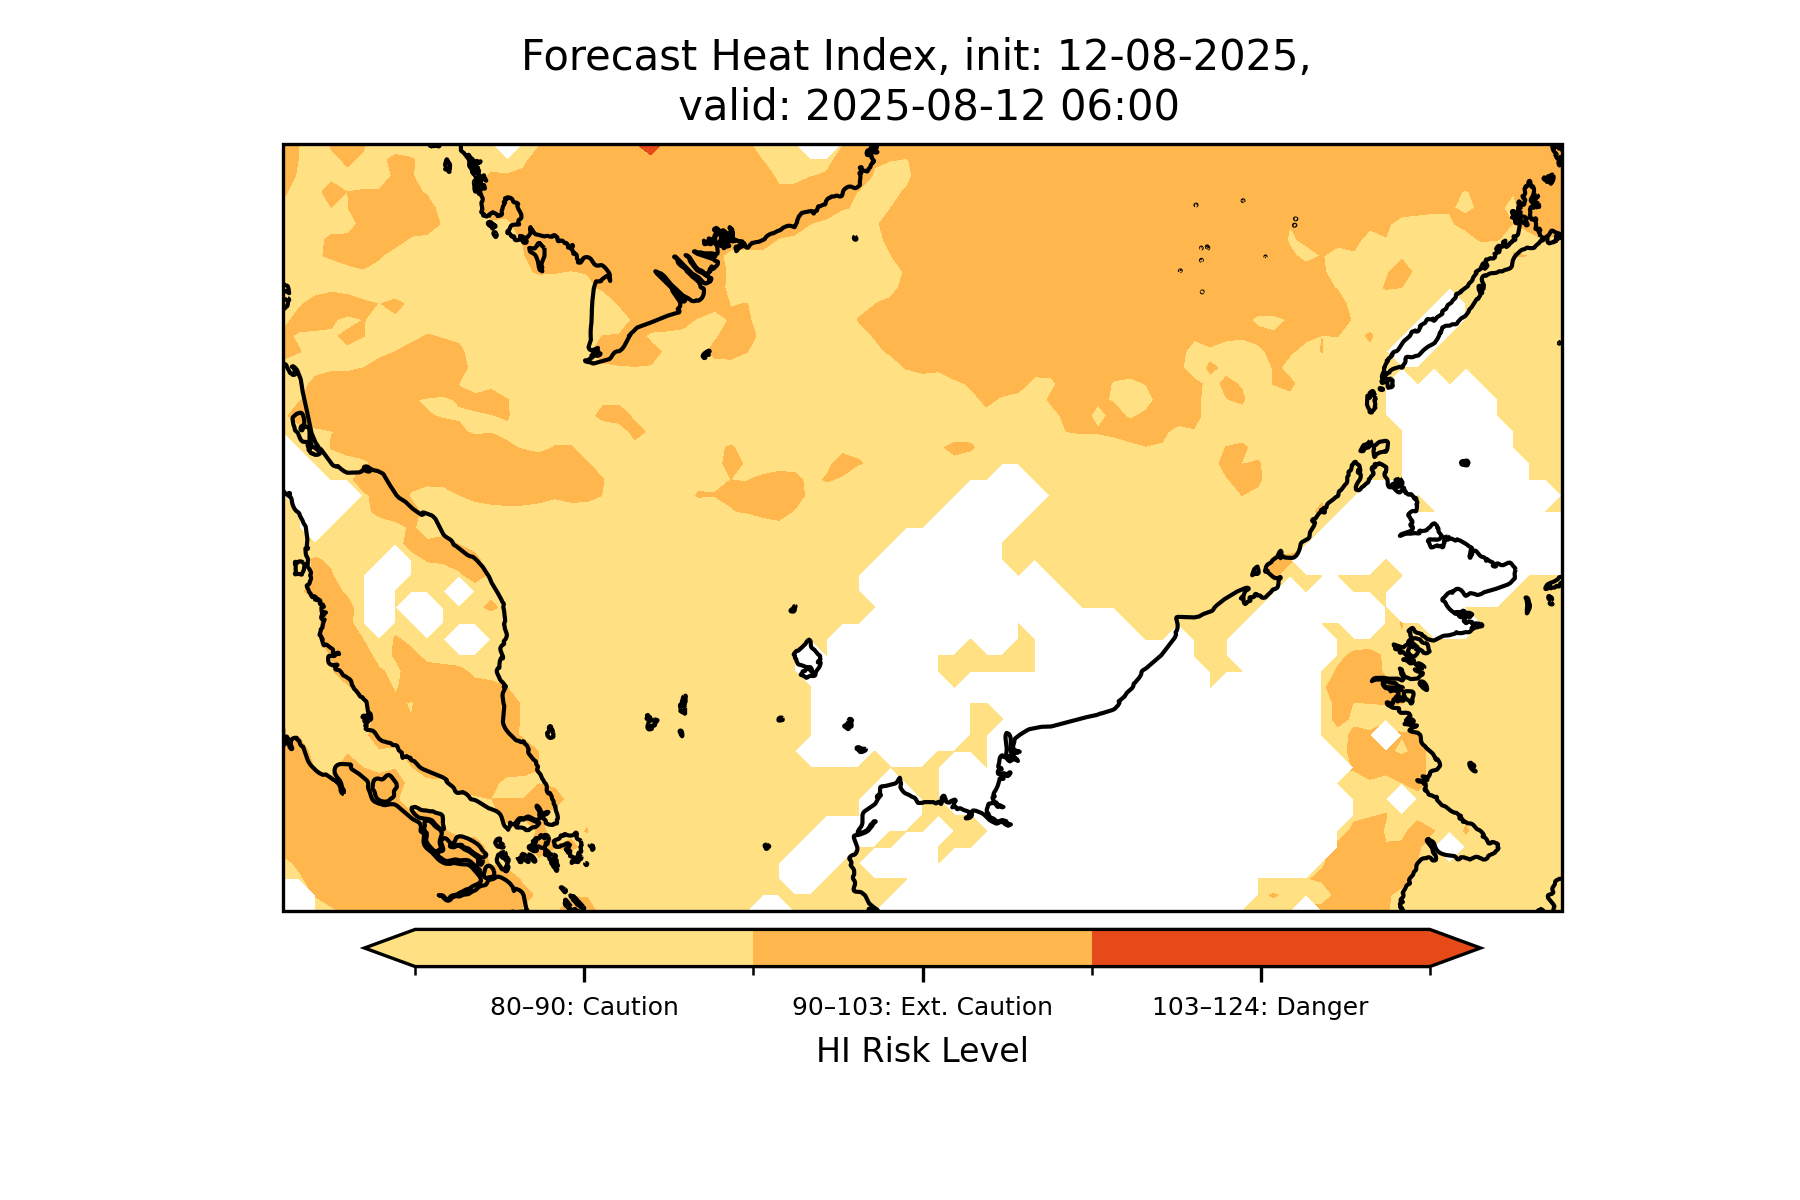 Forecast Heat Index, init: 12-08-2025,
valid: 2025-08-12 06:00
80–90: Caution
90–103: Ext. Caution
103–124: Danger
HI Risk Level